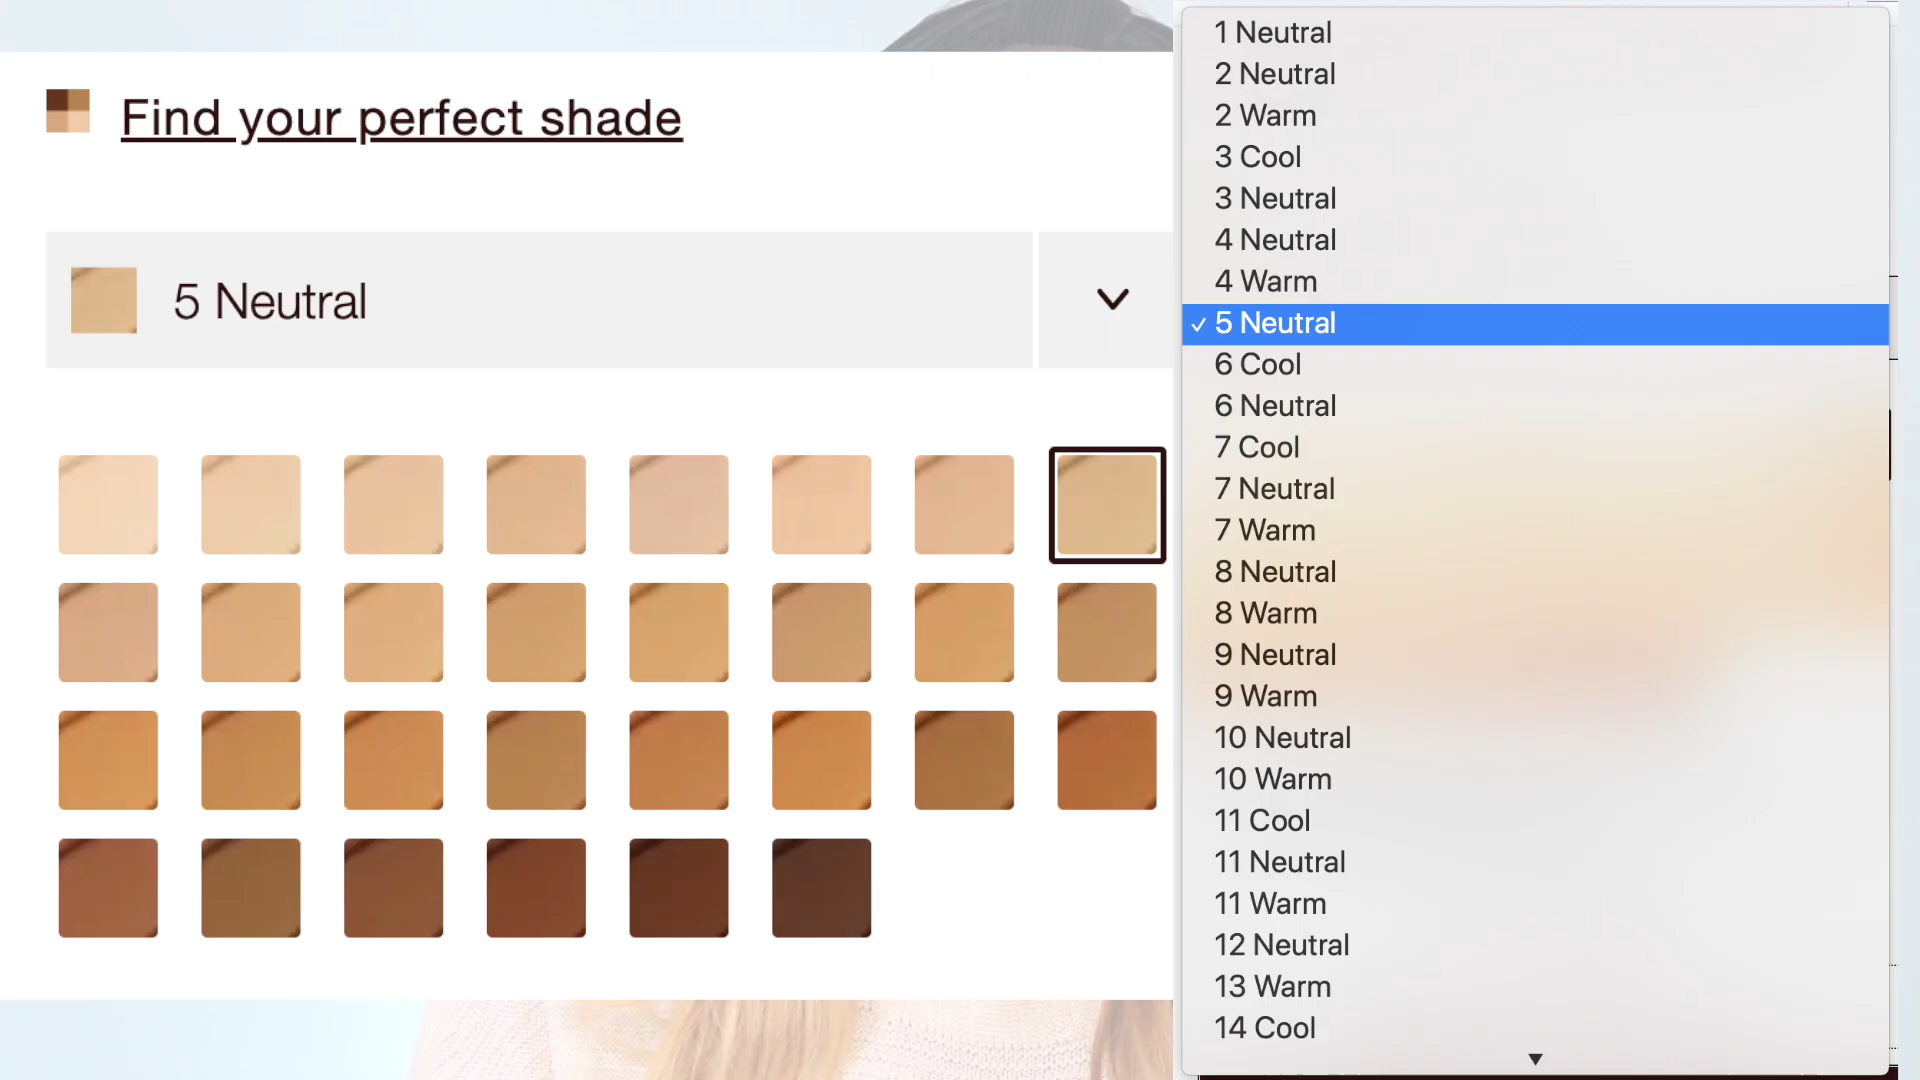 Find your perfect shade
5 Neutral
1 Neutral
2 Neutral
2 Warm
3 Cool
3 Neutral
4 Neutral
4 Warm
✓ 5 Neutral
6 Cool
6 Neutral
7 Cool
7 Neutral
7 Warm
8 Neutral
8 Warm
9 Neutral
9 Warm
10 Neutral
10 Warm
11 Cool
11 Neutral
11 Warm
12 Neutral
13 Warm
14 Cool